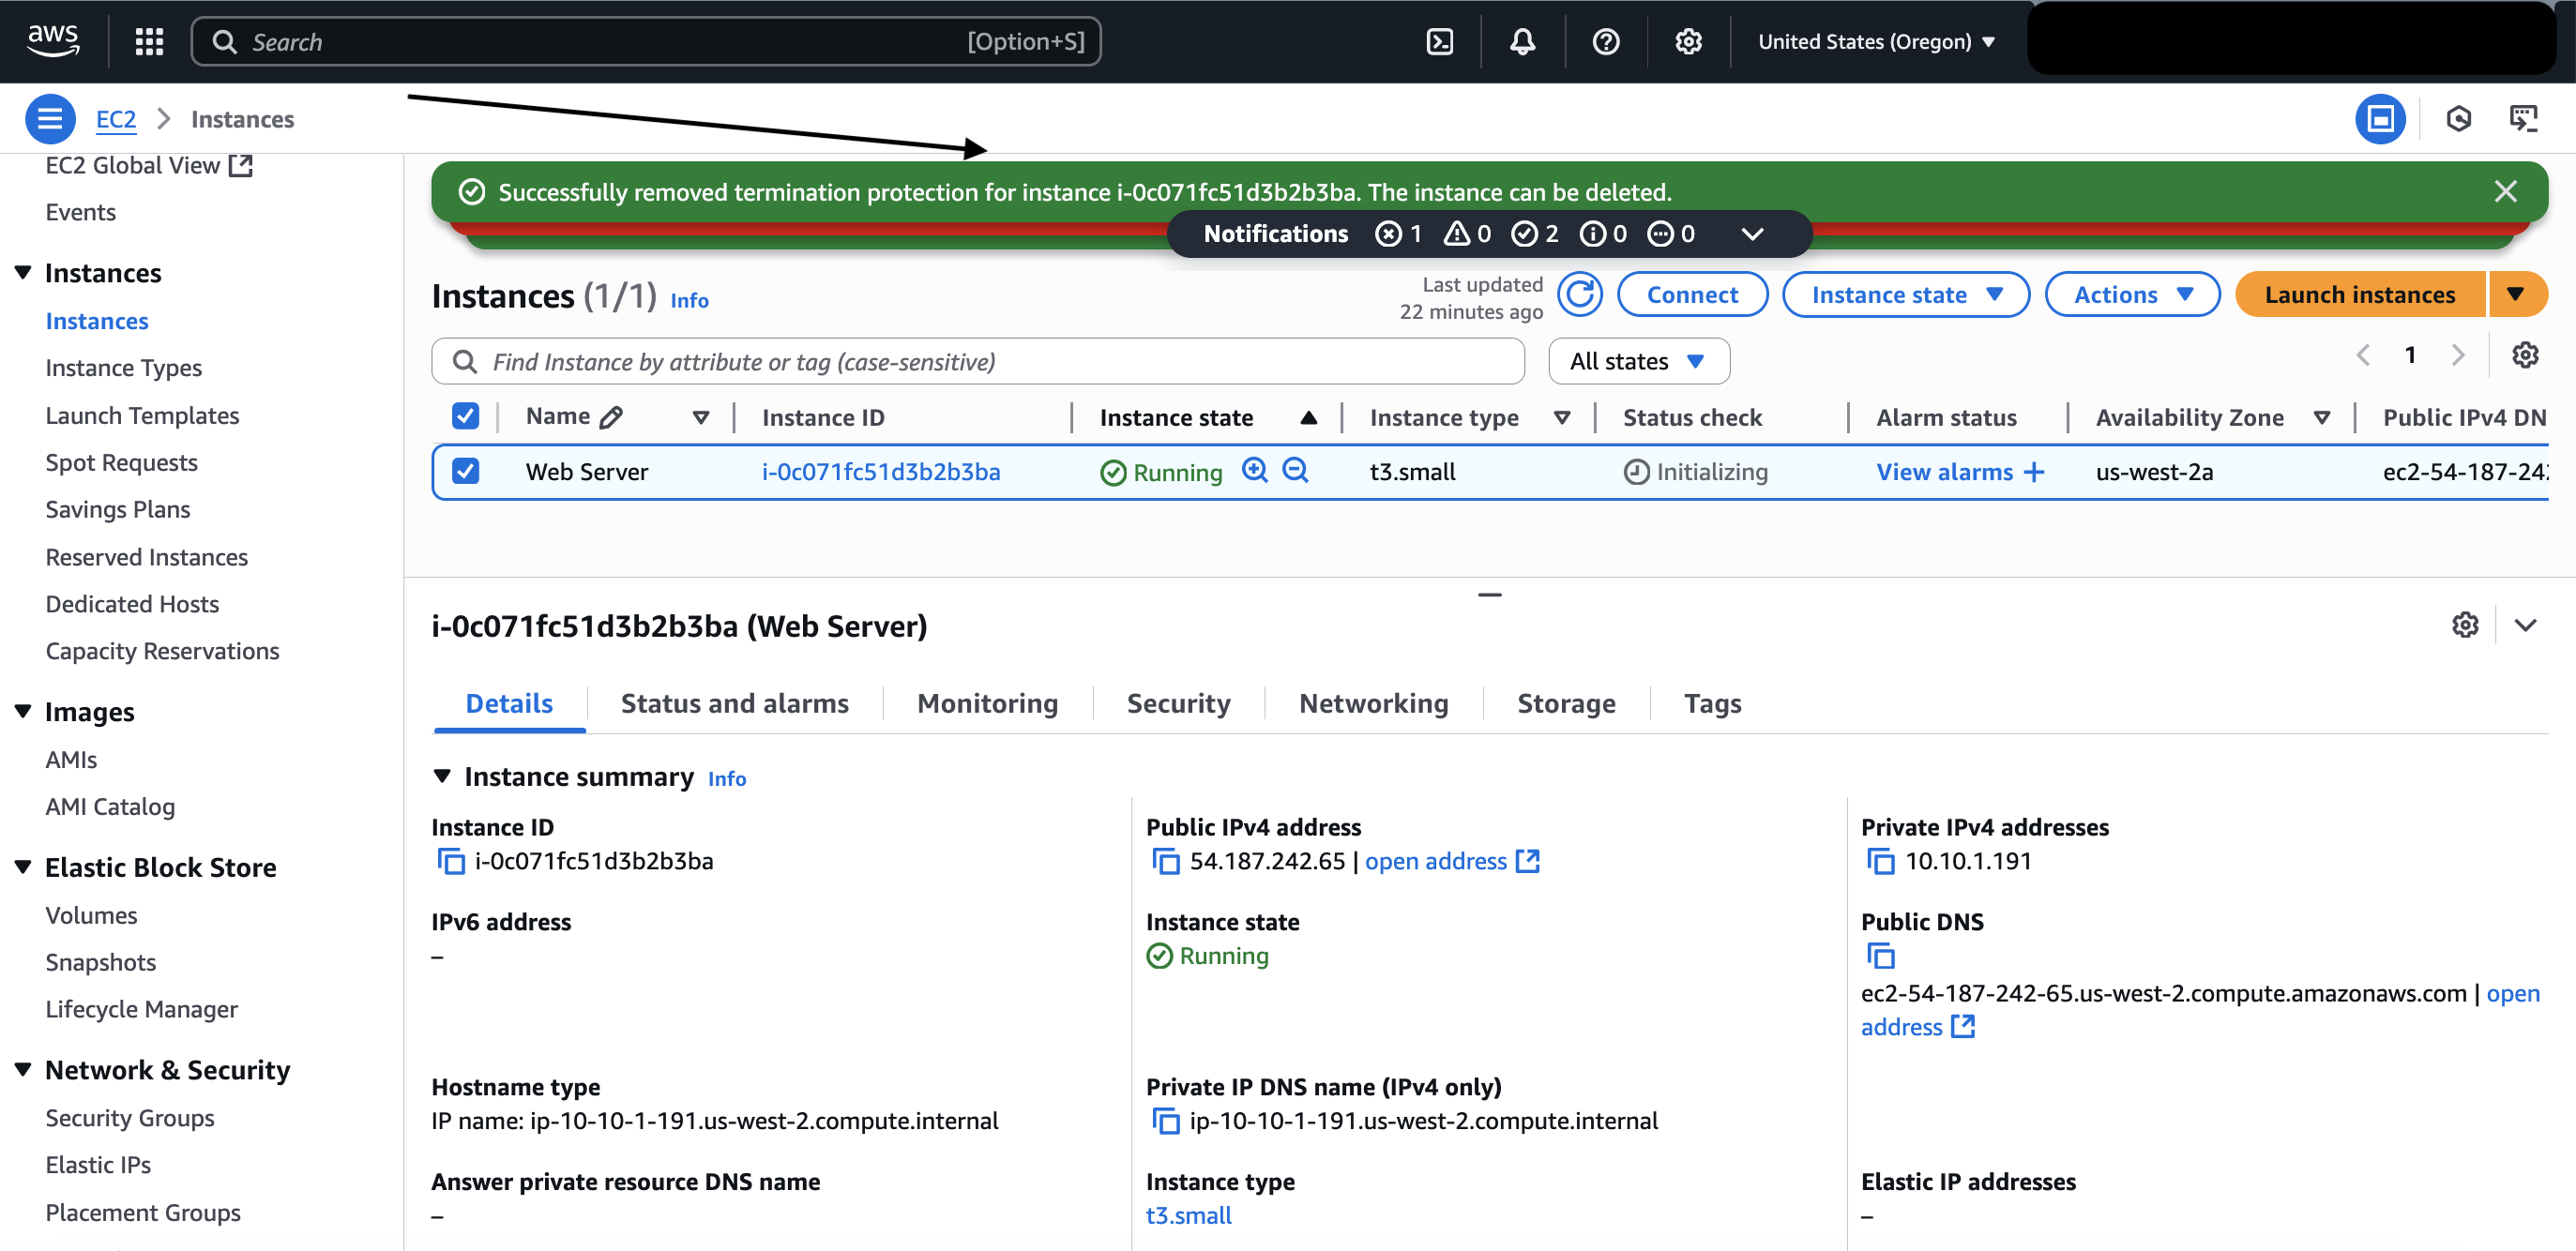 aws
Search [Option+S]
United States (Oregon)
EC2 Instances
EC2 Global View
Events
Instances
Instances
Instance Types
Launch Templates
Spot Requests
Savings Plans
Reserved Instances
Dedicated Hosts
Capacity Reservations
Images
AMIs
AMI Catalog
Elastic Block Store
Volumes
Snapshots
Lifecycle Manager
Network & Security
Security Groups
Elastic IPs
Placement Groups
Successfully removed termination protection for instance i-0c071fc51d3b2b3ba. The instance can be deleted.
Notifications 1 0 2 0 0
Instances (1/1) Info
Last updated
22 minutes ago
Connect Instance state Actions Launch instances
Find Instance by attribute or tag (case-sensitive) All states 1
Name Instance ID Instance state Instance type Status check Alarm status Availability Zone Public IPv4 DN
Web Server i-0c071fc51d3b2b3ba Running t3.small Initializing View alarms + us-west-2a ec2-54-187-242
i-0c071fc51d3b2b3ba (Web Server)
Details Status and alarms Monitoring Security Networking Storage Tags
Instance summary Info
Instance ID
i-0c071fc51d3b2b3ba
Public IPv4 address
54.187.242.65 | open address
Private IPv4 addresses
10.10.1.191
IPv6 address
–
Instance state
Running
Public DNS
ec2-54-187-242-65.us-west-2.compute.amazonaws.com | open
address
Hostname type
IP name: ip-10-10-1-191.us-west-2.compute.internal
Private IP DNS name (IPv4 only)
ip-10-10-1-191.us-west-2.compute.internal
Answer private resource DNS name
–
Instance type
t3.small
Elastic IP addresses
–